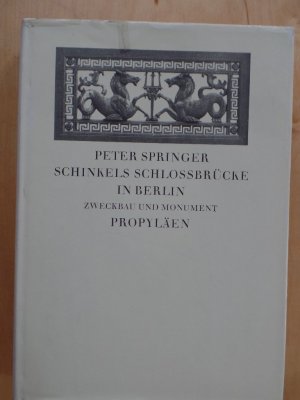 PETER SPRINGER
SCHINKELS SCHLOSSBRÜCKE
IN BERLIN
ZWECKBAU UND MONUMENT
PROPYLÄEN